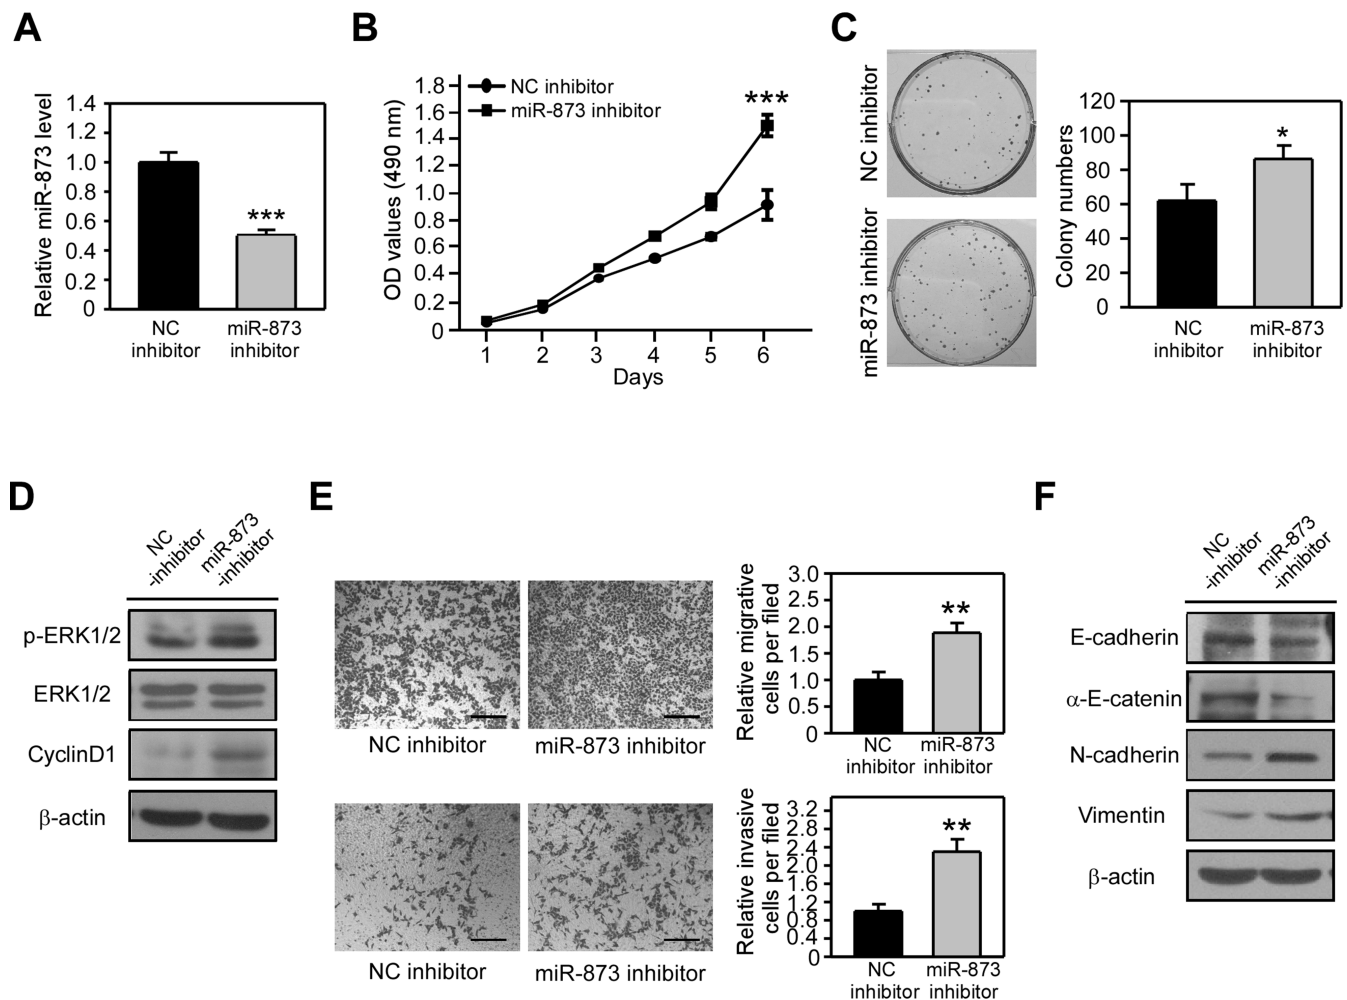 A
Relative miR-873 level
1.4
1.2
1.0
0.8
0.6
0.4
0.2
0
***
NC
inhibitor
miR-873
inhibitor
B
OD values (490 nm)
1.8
1.6
1.4
1.2
1.0
0.8
0.6
0.4
0.2
0
NC inhibitor
miR-873 inhibitor
***
1 2 3 4 5 6
Days
C
NC inhibitor
miR-873 inhibitor
Colony numbers
120
100
80
60
40
20
0
*
NC
inhibitor
miR-873
inhibitor
D
NC
-inhibitor
miR-873
-inhibitor
p-ERK1/2
ERK1/2
CyclinD1
β-actin
E
NC inhibitor
miR-873 inhibitor
Relative migrative
cells per filed
3.0
2.5
2.0
1.5
1.0
0.5
0
**
NC
inhibitor
miR-873
inhibitor
NC inhibitor
miR-873 inhibitor
Relative invasive
cells per filed
3.2
2.8
2.4
2.0
1.6
1.2
0.8
0.4
0
**
NC
inhibitor
miR-873
inhibitor
F
NC
-inhibitor
miR-873
-inhibitor
E-cadherin
α-E-catenin
N-cadherin
Vimentin
β-actin